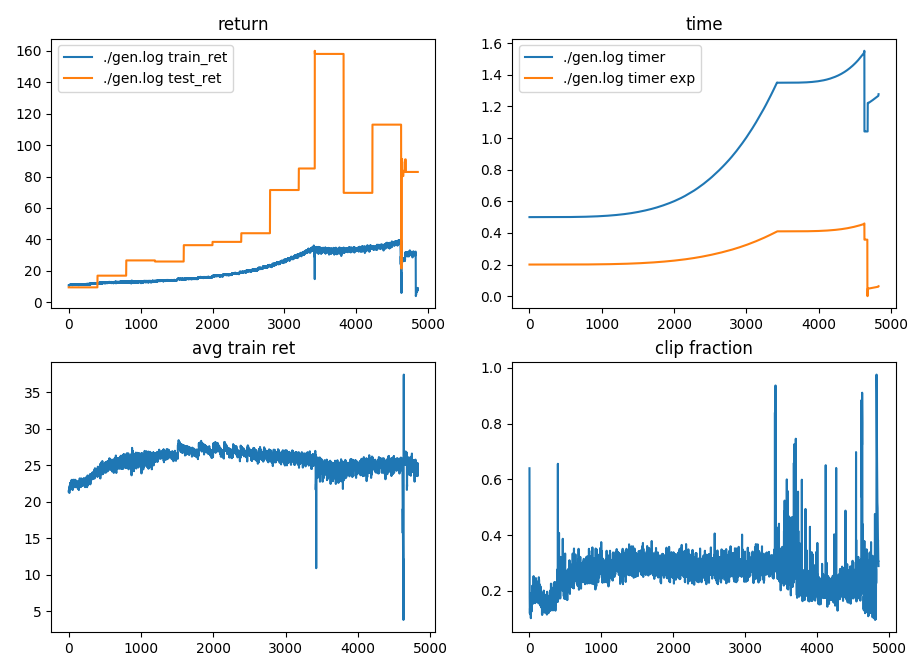 return
160
140
120
100
80
60
40
20
0
./gen.log train_ret
./gen.log test_ret
0 1000 2000 3000 4000 5000
time
1.6
1.4
1.2
1.0
0.8
0.6
0.4
0.2
0.0
./gen.log timer
./gen.log timer exp
0 1000 2000 3000 4000 5000
avg train ret
35
30
25
20
15
10
5
0 1000 2000 3000 4000 5000
clip fraction
1.0
0.8
0.6
0.4
0.2
0 1000 2000 3000 4000 5000